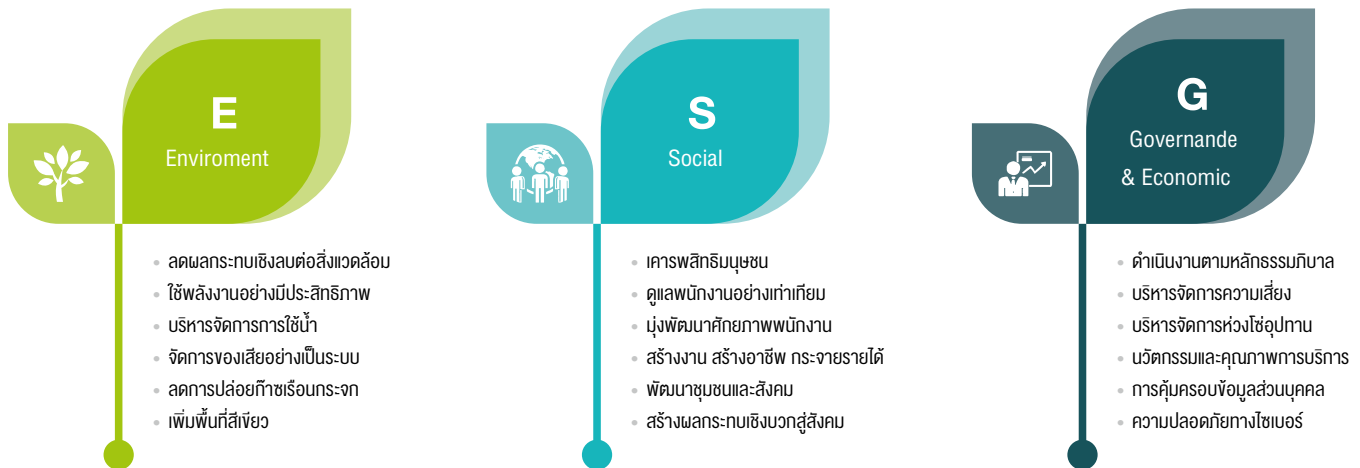 E
Enviroment
ลดผลกระทบเชิงลบต่อสิ่งแวดล้อม
ใช้พลังงานอย่างมีประสิทธิภาพ
บริหารจัดการการใช้น้ำ
จัดการของเสียอย่างเป็นระบบ
ลดการปล่อยก๊าซเรือนกระจก
เพิ่มพื้นที่สีเขียว
S
Social
เคารพสิทธิมนุษชน
ดูแลพนักงานอย่างเท่าเทียม
มุ่งพัฒนาศักยภาพพนักงาน
สร้างงาน สร้างอาชีพ กระจายรายได้
พัฒนาชุมชนและสังคม
สร้างผลกระทบเชิงบวกสู่สังคม
G
Governande
& Economic
ดำเนินงานตามหลักธรรมภิบาล
บริหารจัดการความเสี่ยง
บริหารจัดการห่วงโซ่อุปทาน
นวัตกรรมและคุณภาพการบริการ
การคุ้มครอบข้อมูลส่วนบุคคล
ความปลอดภัยทางไซเบอร์